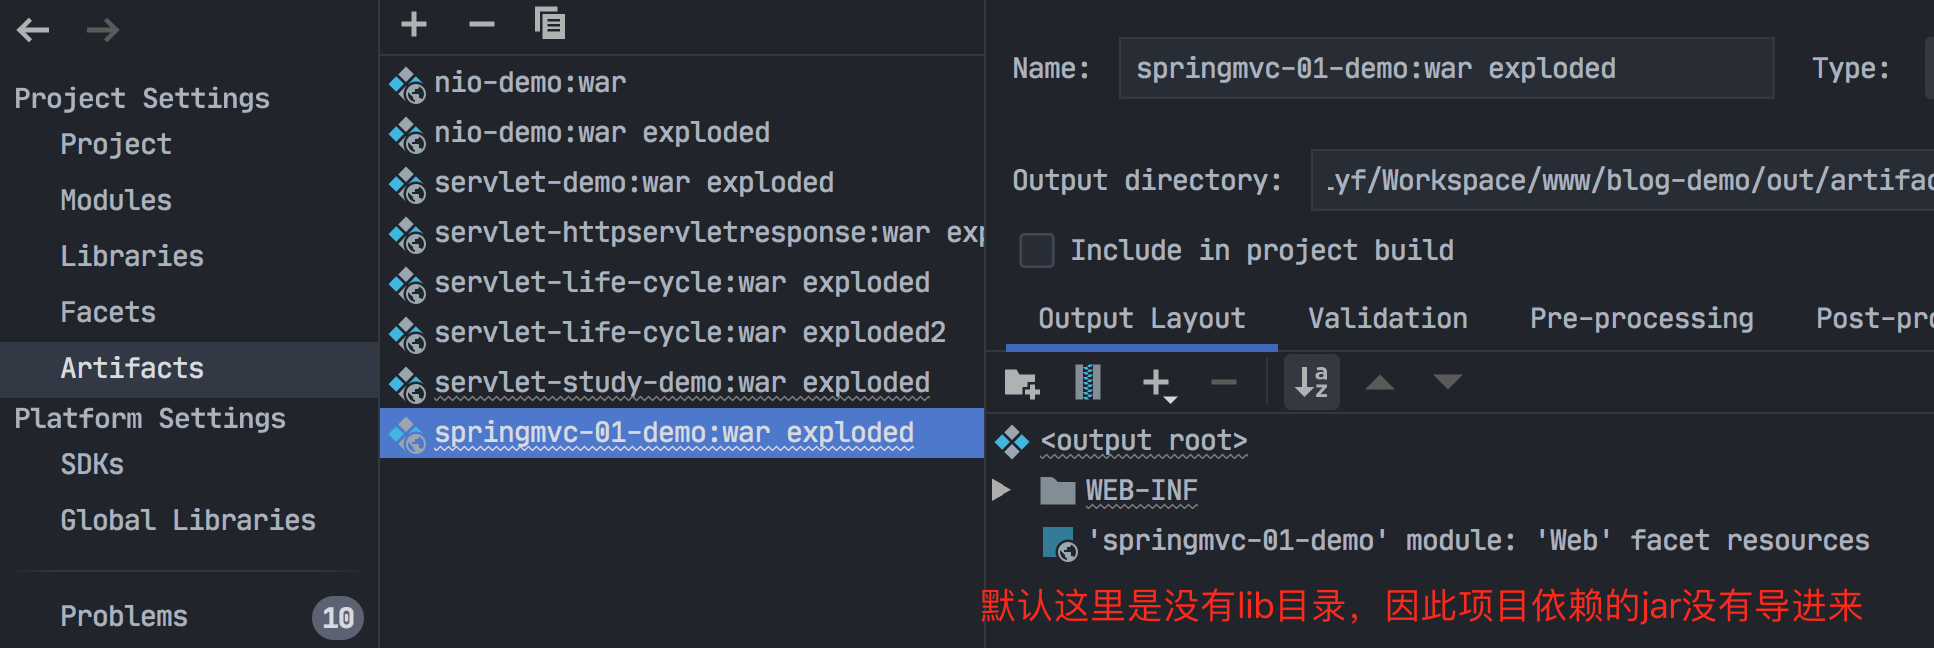 Project Settings
Project
Modules
Libraries
Facets
Artifacts
Platform Settings
SDKs
Global Libraries
Problems
10
nio-demo:war
nio-demo:war exploded
servlet-demo:war exploded
servlet-httpservletresponse:war exp
servlet-life-cycle:war exploded
servlet-life-cycle:war exploded2
servlet-study-demo:war exploded
springmvc-01-demo:war exploded
Name: springmvc-01-demo:war exploded Type:
Output directory: .yf/Workspace/www/blog-demo/out/artifac
Include in project build
Output Layout Validation Pre-processing Post-pro
<output root>
WEB-INF
'springmvc-01-demo' module: 'Web' facet resources
默认这里是没有lib目录，因此项目依赖的jar没有导进来